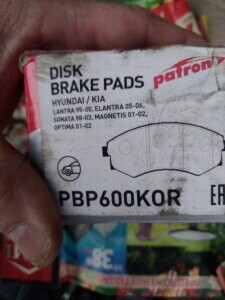 DISK
BRAKE PADS
patron
HYUNDAI / KIA
LANTRA 95-00, ELANTRA 05-06,
SONATA 98-03, MAGNETIS 01-02,
OPTIMA 01-02
PBP600KOR
38